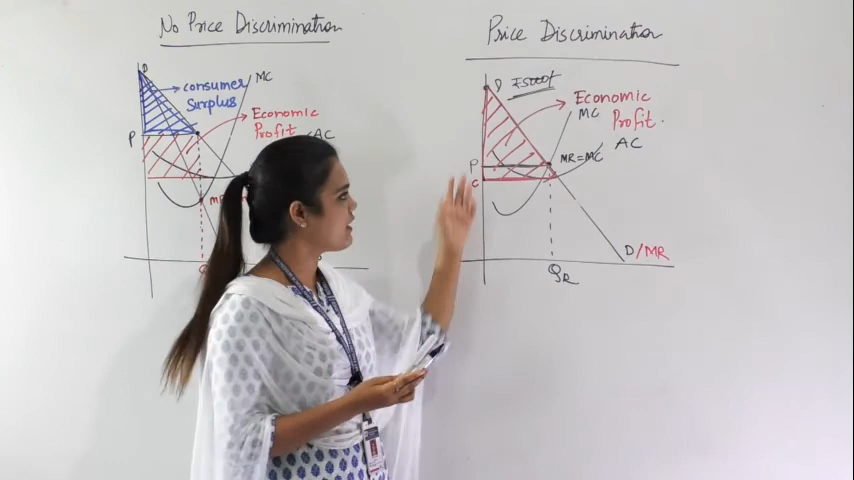 No Price Discrimination
D
consumer
Surplus
MC
Economic
Profit
AC
P
Price Discrimination
D
Economic
Profit.
MC
AC
P
MR = MC
C
D/MR
QR